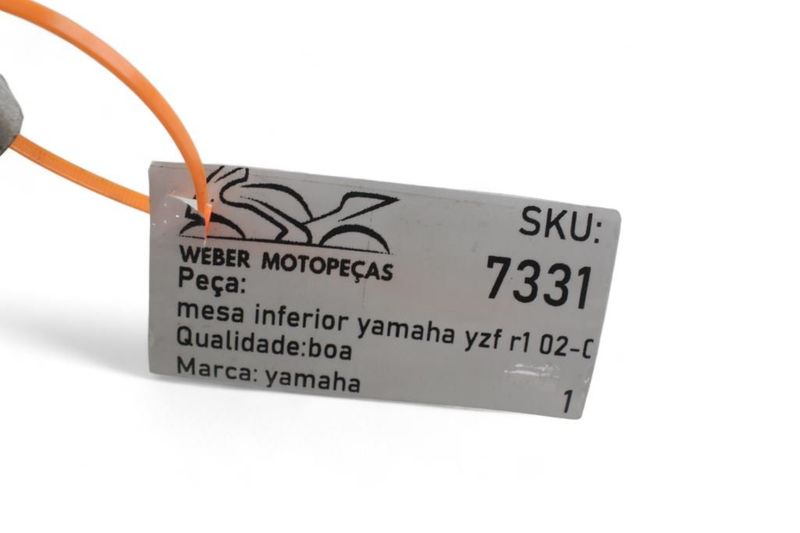 WEBER MOTOPEÇAS
SKU:
7331
Peça:
mesa inferior yamaha yzf r1 02-
Qualidade:boa
Marca: yamaha
1